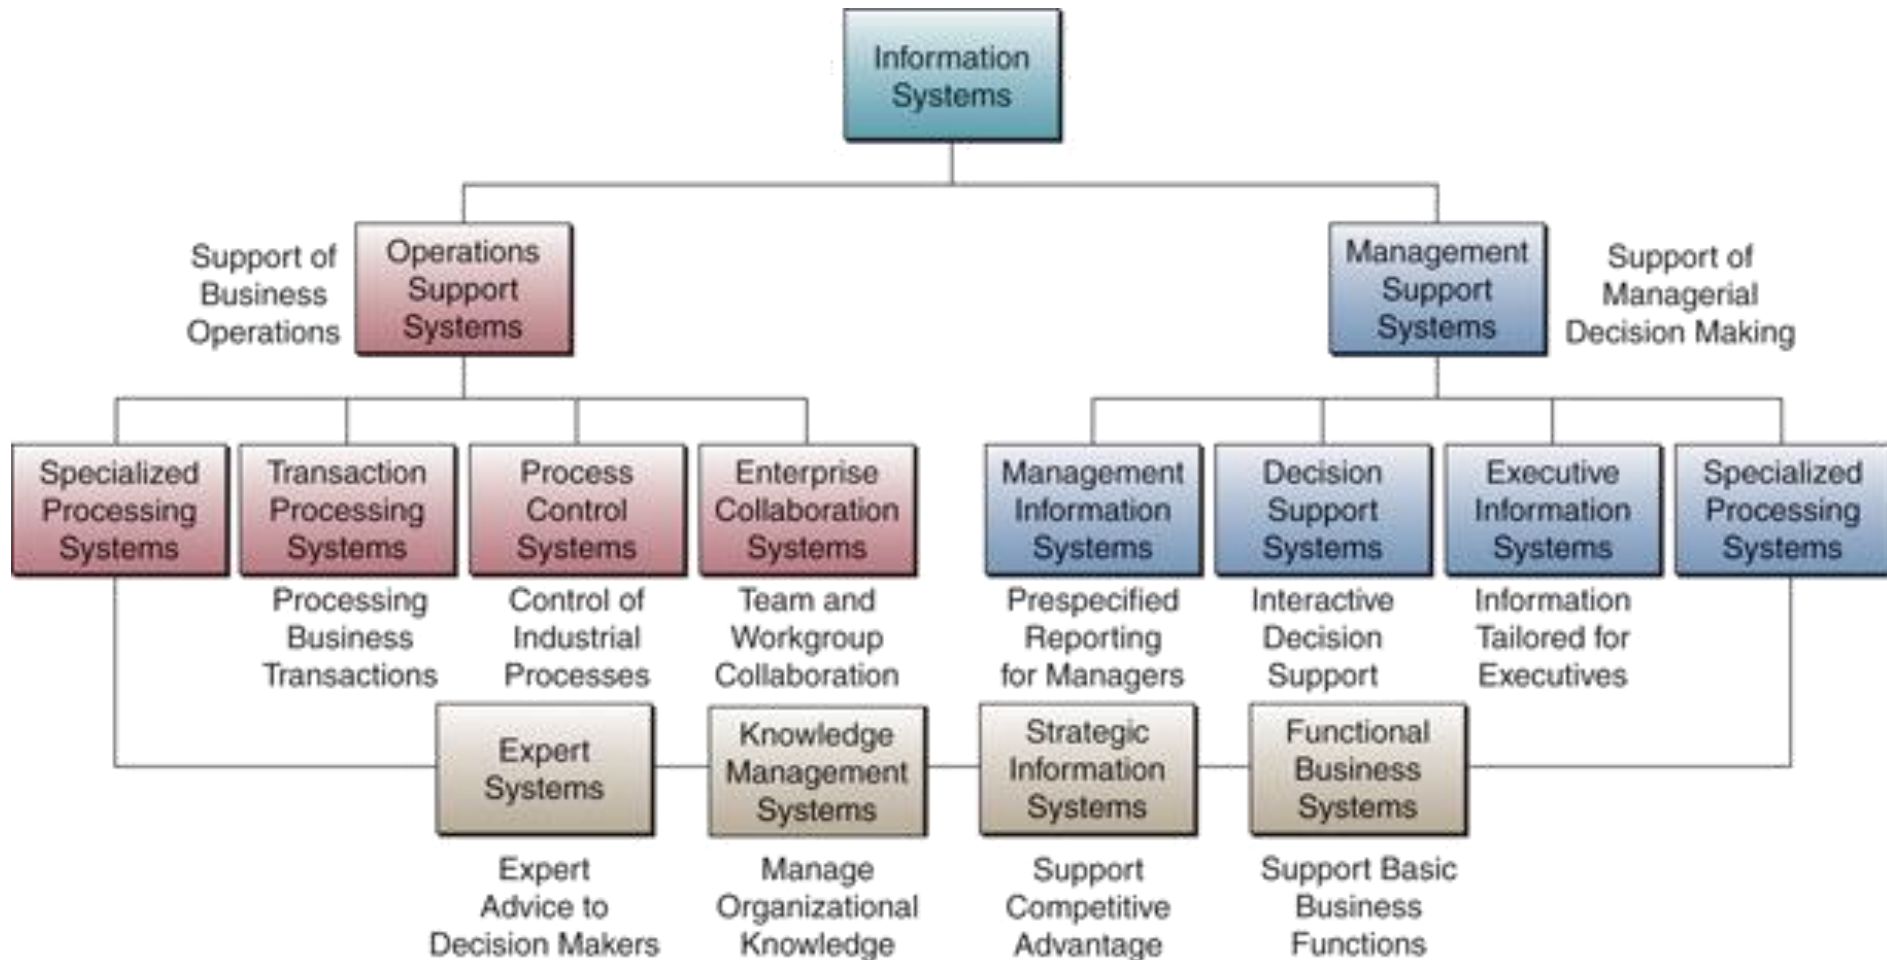 Information
Systems
Support of
Business
Operations
Operations
Support
Systems
Management
Support
Systems
Support of
Managerial
Decision Making
Specialized
Processing
Systems
Transaction
Processing
Systems
Process
Control
Systems
Enterprise
Collaboration
Systems
Management
Information
Systems
Decision
Support
Systems
Executive
Information
Systems
Specialized
Processing
Systems
Processing
Business
Transactions
Control of
Industrial
Processes
Team and
Workgroup
Collaboration
Prespecified
Reporting
for Managers
Interactive
Decision
Support
Information
Tailored for
Executives
Expert
Systems
Knowledge
Management
Systems
Strategic
Information
Systems
Functional
Business
Systems
Expert
Advice to
Decision Makers
Manage
Organizational
Knowledge
Support
Competitive
Advantage
Support Basic
Business
Functions